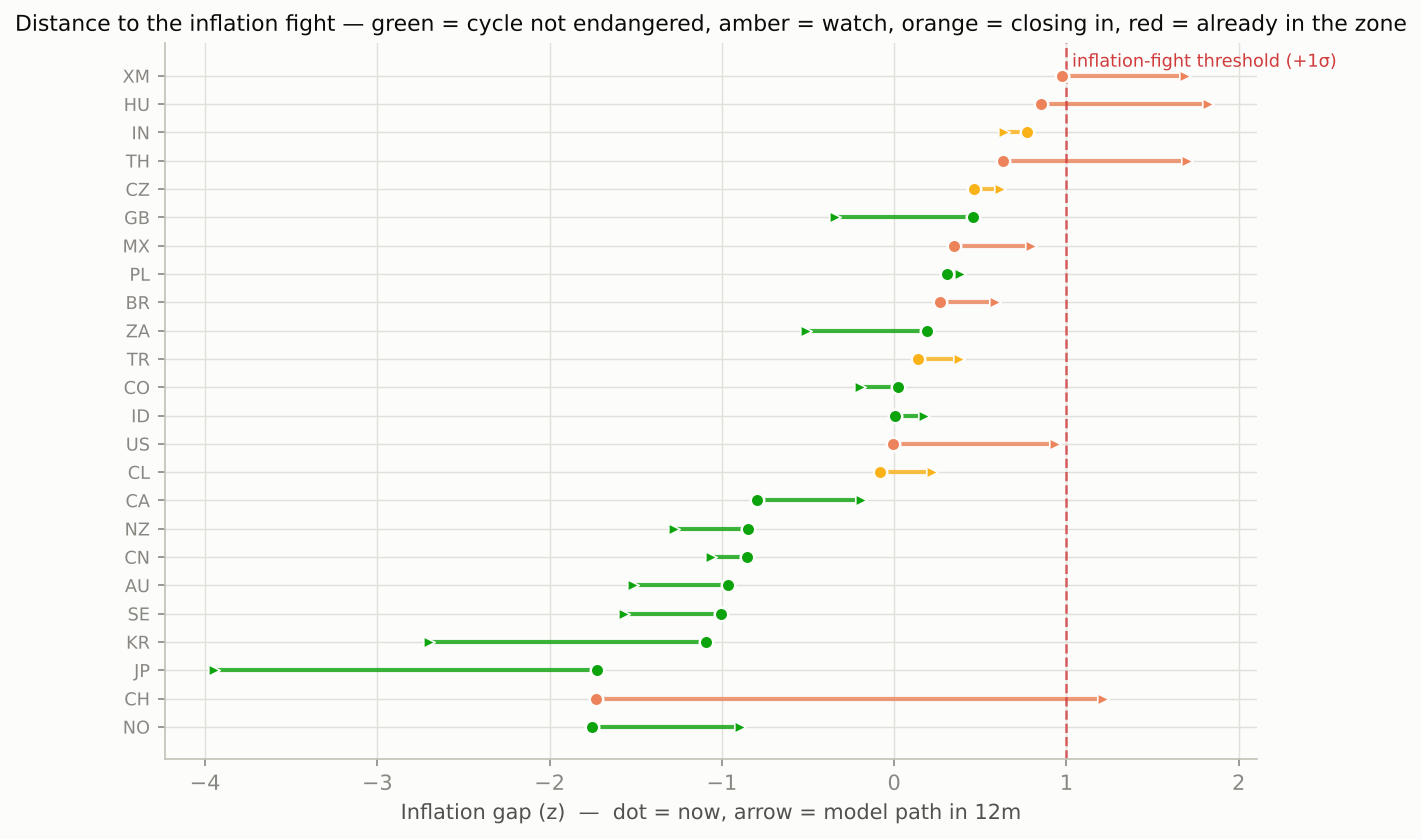 Distance to the inflation fight — green = cycle not endangered, amber = watch, orange = closing in, red = already in the zone
inflation-fight threshold (+1σ)
XM
HU
IN
TH
CZ
GB
MX
PL
BR
ZA
TR
CO
ID
US
CL
CA
NZ
CN
AU
SE
KR
JP
CH
NO
−4 −3 −2 −1 0 1 2
Inflation gap (z) — dot = now, arrow = model path in 12m